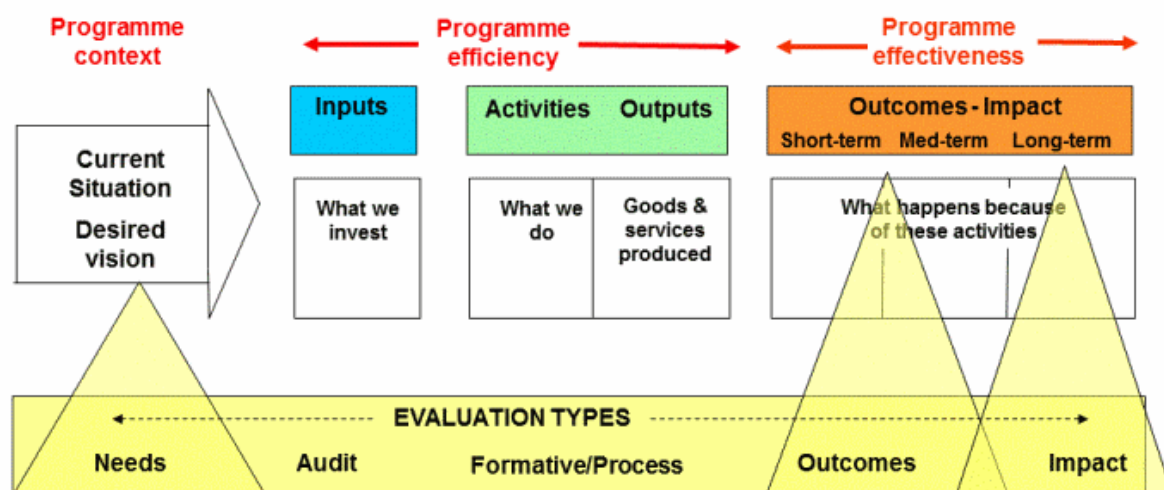 Programme
context
Programme
efficiency
Programme
effectiveness
Inputs
Activities Outputs
Outcomes - Impact
Short-term Med-term Long-term
Current
Situation
Desired
vision
What we
invest
What we
do
Goods &
services
produced
What happens because
of these activities
EVALUATION TYPES
Needs Audit Formative/Process Outcomes Impact